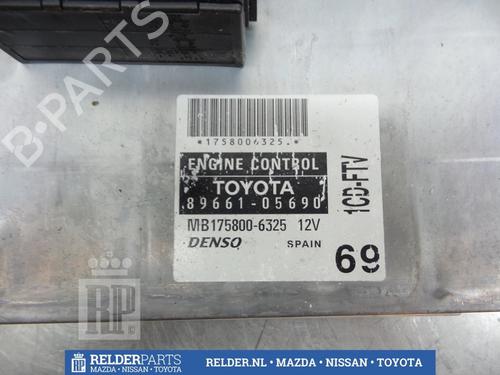 B-PARTS
*1758006325.*
ENGINE CONTROL
TOYOTA
89661-05690
MB175800-6325 12V
DENSO SPAIN
1CD-FTV
69
RP
RP
RELDERPARTS
MAZDA • NISSAN • TOYOTA
RELDER.NL • MAZDA • NISSAN • TOYOTA